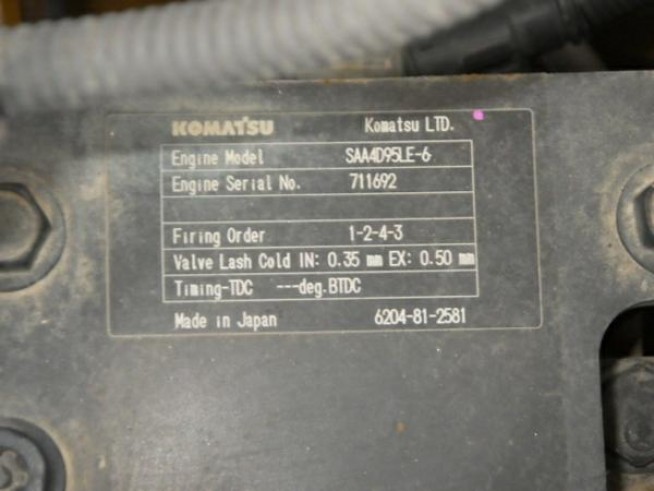 KOMATSU Komatsu LTD.
Engine Model SAA4D95LE-6
Engine Serial No. 711692
Firing Order 1-2-4-3
Valve Lash Cold IN: 0.35 mm EX: 0.50 mm
Timing-TDC ---deg.BTDC
Made in Japan 6204-81-2581